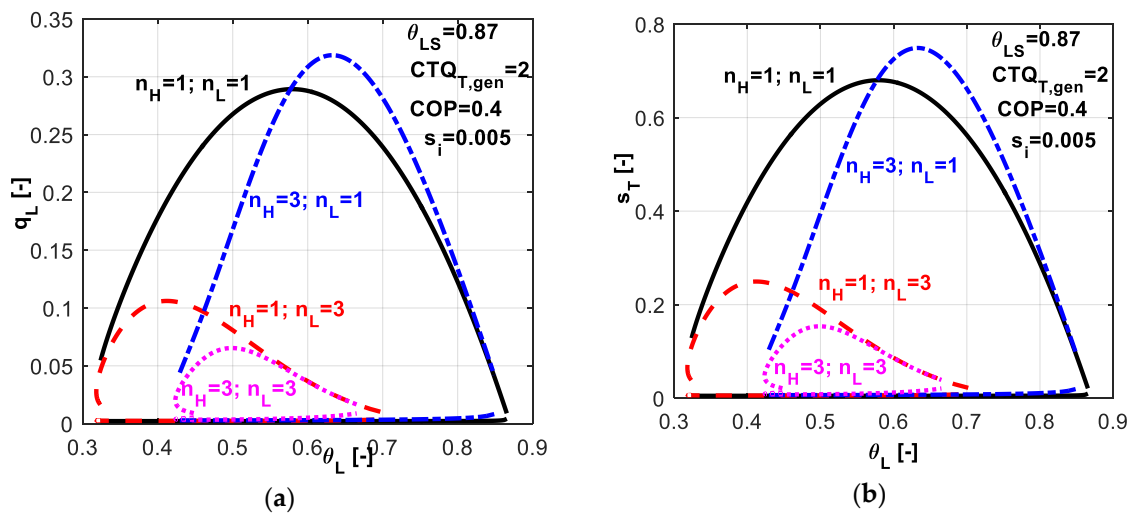 0.35
0.3
0.25
0.2
0.15
0.1
0.05
0
q_L [-]
0.3 0.4 0.5 0.6 0.7 0.8 0.9
θ_L [-]
θ_LS=0.87
CTQ_T,gen=2
COP=0.4
s_i=0.005
n_H=1; n_L=1
n_H=3; n_L=1
n_H=1; n_L=3
n_H=3; n_L=3
(a)
0.8
0.6
0.4
0.2
0
s_T [-]
0.3 0.4 0.5 0.6 0.7 0.8 0.9
θ_L [-]
θ_LS=0.87
CTQ_T,gen=2
COP=0.4
s_i=0.005
n_H=1; n_L=1
n_H=3; n_L=1
n_H=1; n_L=3
n_H=3; n_L=3
(b)